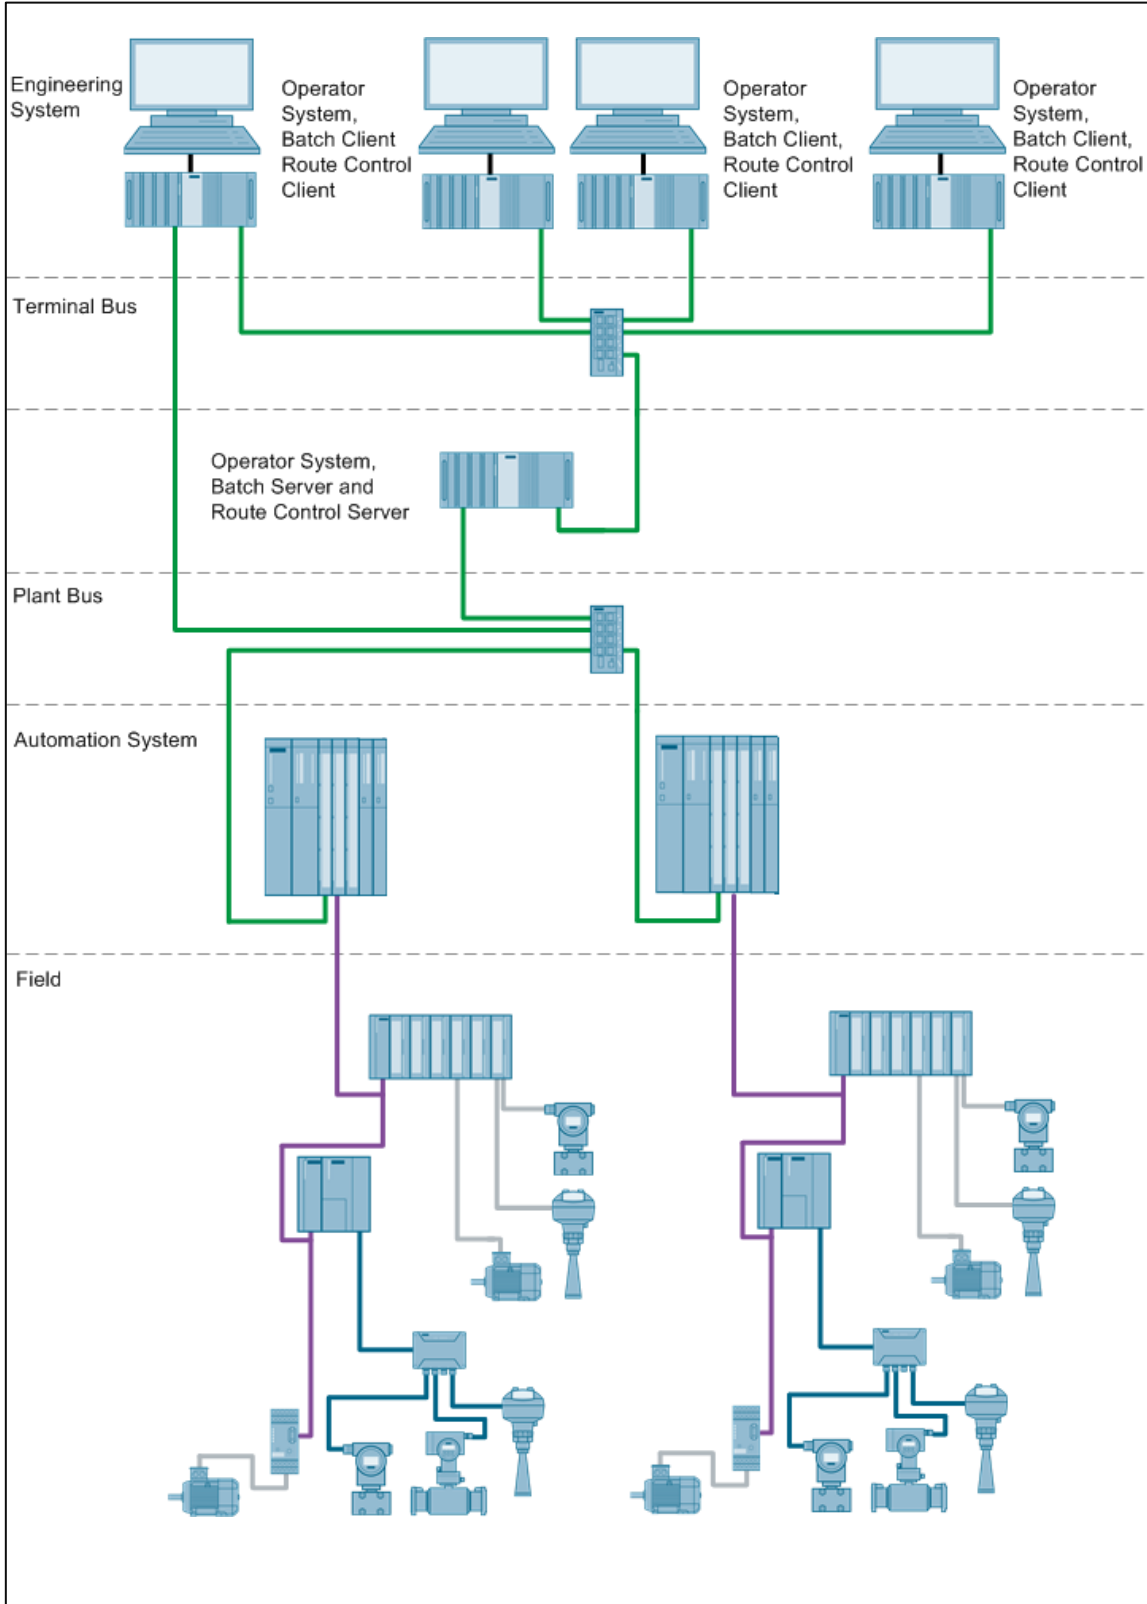 Engineering
System
Operator
System,
Batch Client
Route Control
Client
Operator
System,
Batch Client,
Route Control
Client
Operator
System,
Batch Client,
Route Control
Client
Terminal Bus
Operator System,
Batch Server and
Route Control Server
Plant Bus
Automation System
Field